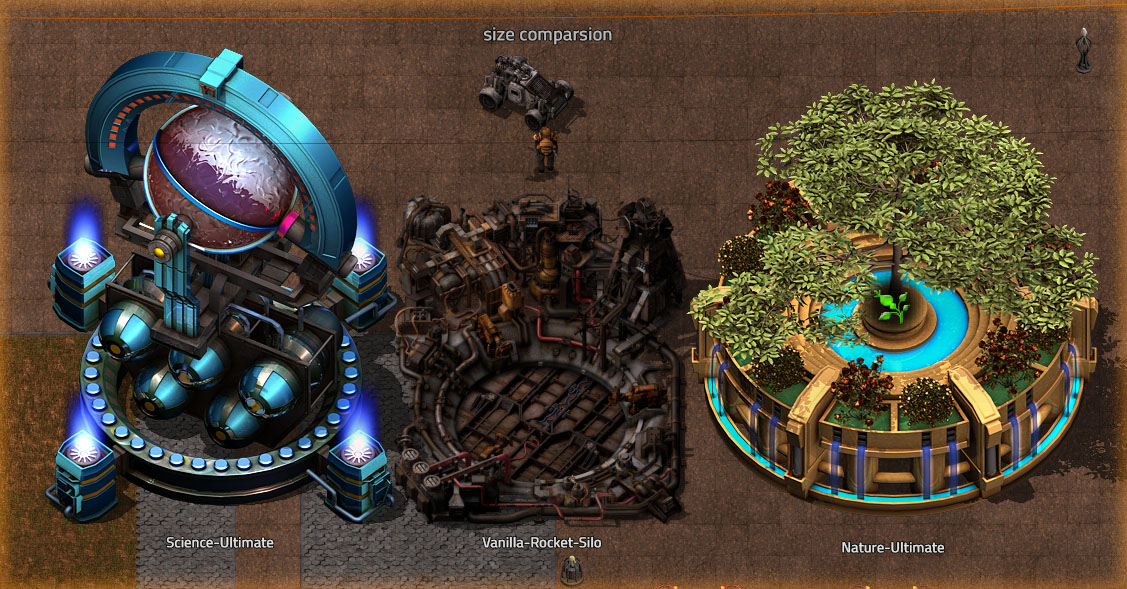 size comparsion
Science-Ultimate
Vanilla-Rocket-Silo
Nature-Ultimate